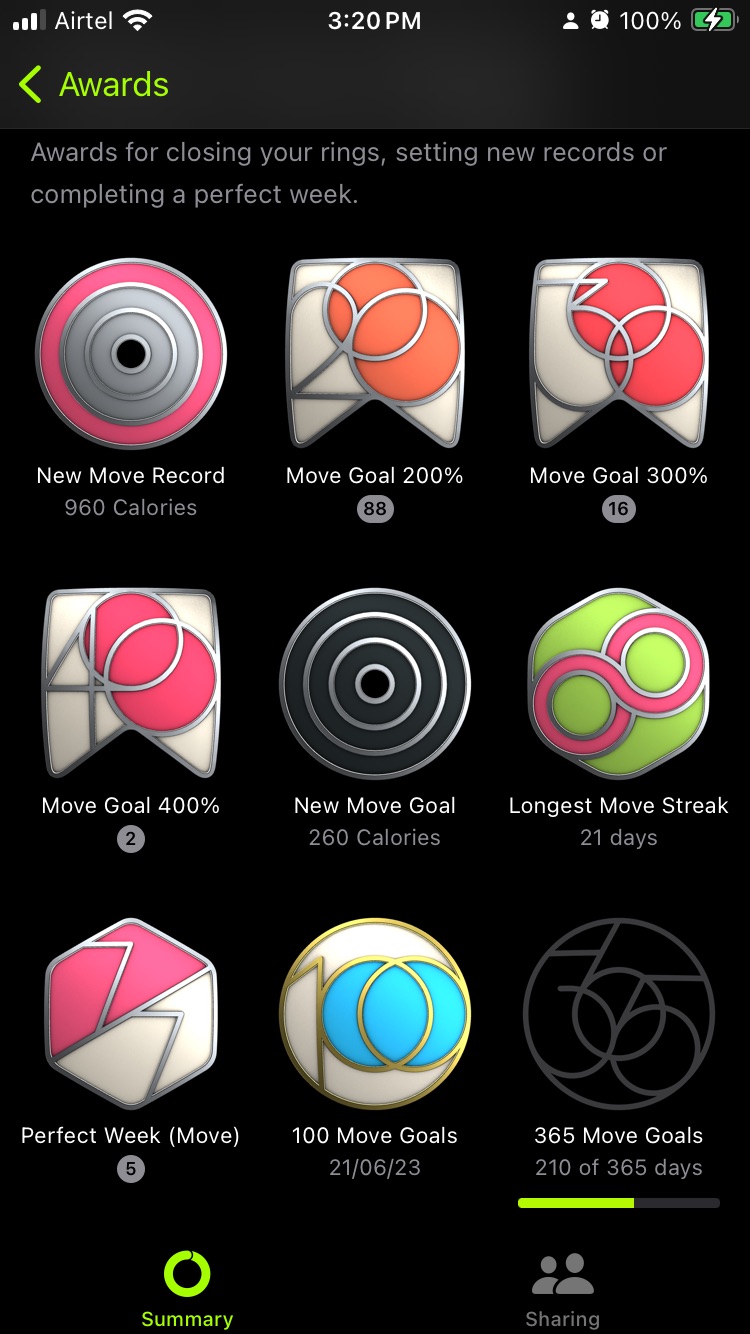 Airtel 3:20 PM 100%
Awards
Awards for closing your rings, setting new records or
completing a perfect week.
New Move Record
960 Calories
Move Goal 200%
88
Move Goal 300%
16
Move Goal 400%
2
New Move Goal
260 Calories
Longest Move Streak
21 days
Perfect Week (Move)
5
100 Move Goals
21/06/23
365 Move Goals
210 of 365 days
Summary
Sharing